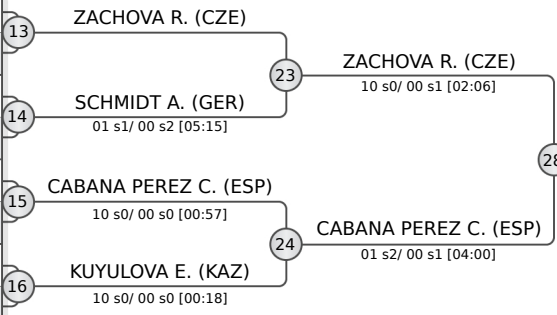 ZACHOVA R. (CZE)
13
23
ZACHOVA R. (CZE)
10 s0/ 00 s1 [02:06]
SCHMIDT A. (GER)
14
01 s1/ 00 s2 [05:15]
28
CABANA PEREZ C. (ESP)
15
10 s0/ 00 s0 [00:57]
24
CABANA PEREZ C. (ESP)
01 s2/ 00 s1 [04:00]
KUYULOVA E. (KAZ)
16
10 s0/ 00 s0 [00:18]